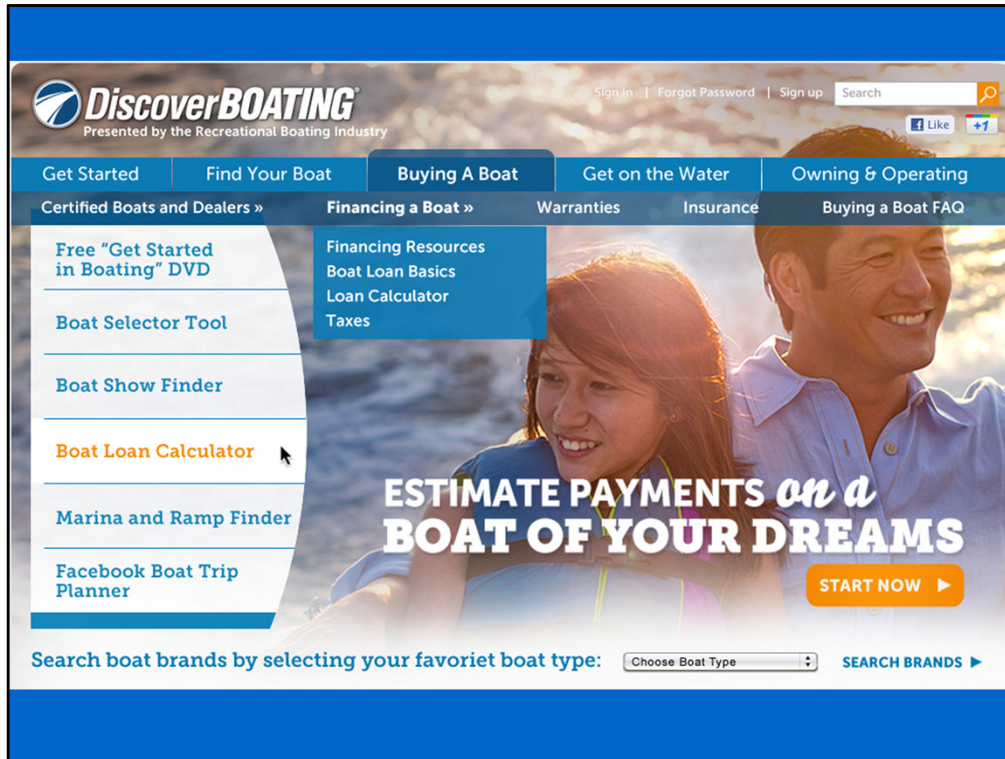 DiscoverBOATING
Presented by the Recreational Boating Industry
Sign in | Forgot Password | Sign up
Search
Like
+1
Get Started
Find Your Boat
Buying A Boat
Get on the Water
Owning & Operating
Certified Boats and Dealers »
Financing a Boat »
Warranties
Insurance
Buying a Boat FAQ
Financing Resources
Boat Loan Basics
Loan Calculator
Taxes
Free “Get Started
in Boating” DVD
Boat Selector Tool
Boat Show Finder
Boat Loan Calculator
Marina and Ramp Finder
Facebook Boat Trip
Planner
ESTIMATE PAYMENTS on a
BOAT OF YOUR DREAMS
START NOW
Search boat brands by selecting your favoriet boat type:
Choose Boat Type
SEARCH BRANDS